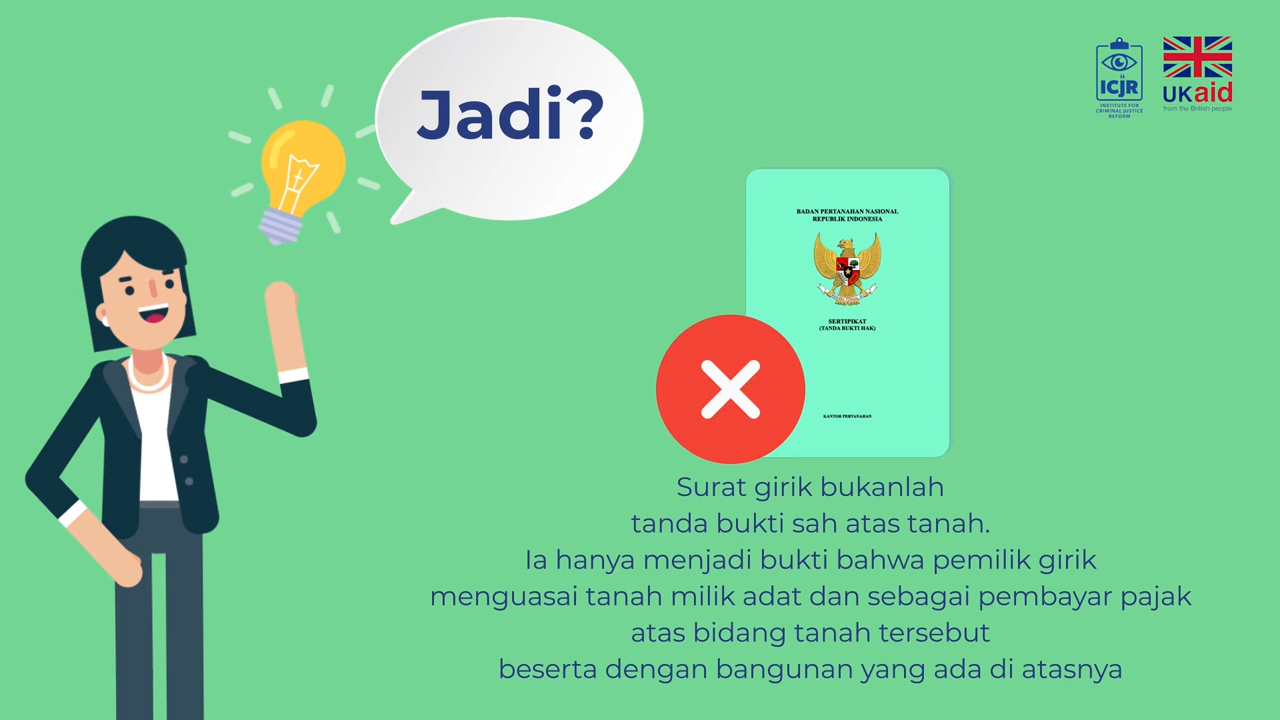 Jadi?
ICJR
INSTITUTE FOR
CRIMINAL JUSTICE
REFORM
UKaid
from the British people
BADAN PERTANAHAN NASIONAL
REPUBLIK INDONESIA
SERTIPIKAT
(TANDA BUKTI HAK)
KANTOR PERTANAHAN
Surat girik bukanlah
tanda bukti sah atas tanah.
Ia hanya menjadi bukti bahwa pemilik girik
menguasai tanah milik adat dan sebagai pembayar pajak
atas bidang tanah tersebut
beserta dengan bangunan yang ada di atasnya